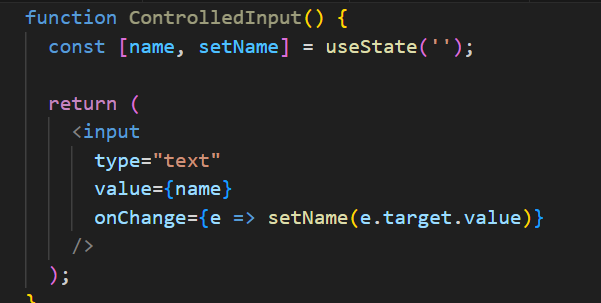 function ControlledInput() {
  const [name, setName] = useState('');

  return (
    <input
      type="text"
      value={name}
      onChange={e => setName(e.target.value)}
    />
  );
}